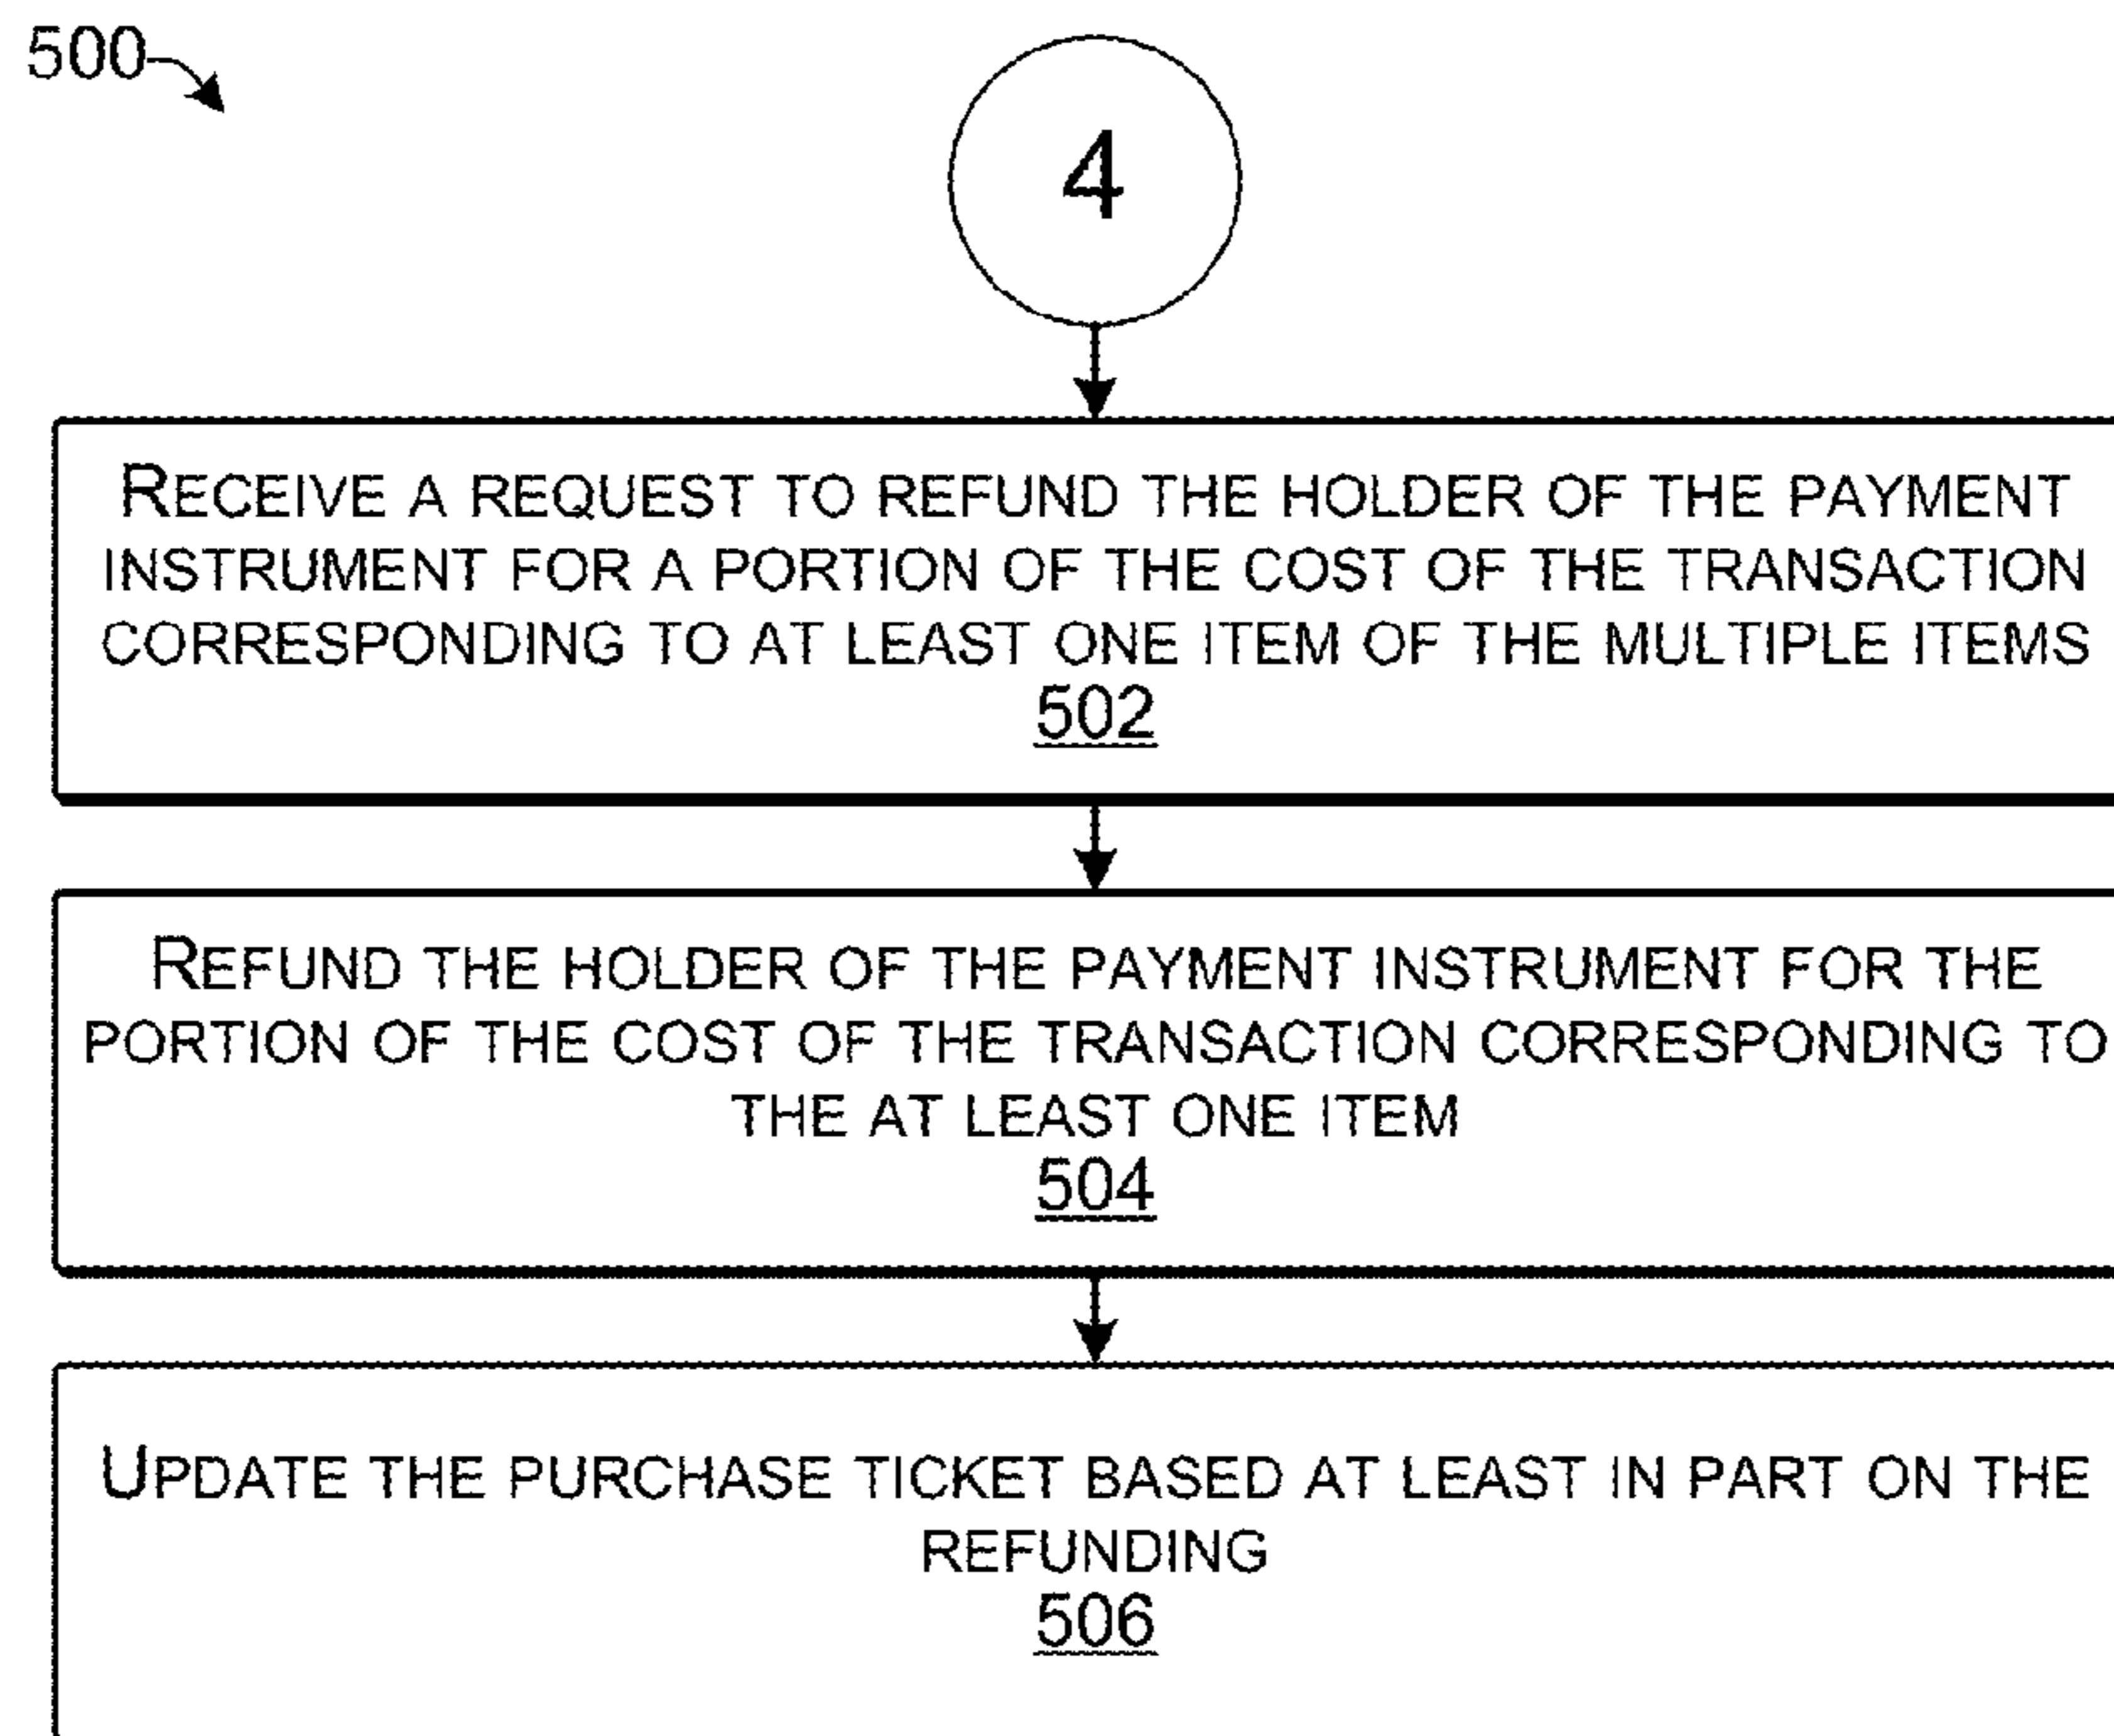 500
4
RECEIVE A REQUEST TO REFUND THE HOLDER OF THE PAYMENT
INSTRUMENT FOR A PORTION OF THE COST OF THE TRANSACTION
CORRESPONDING TO AT LEAST ONE ITEM OF THE MULTIPLE ITEMS
502
REFUND THE HOLDER OF THE PAYMENT INSTRUMENT FOR THE
PORTION OF THE COST OF THE TRANSACTION CORRESPONDING TO
THE AT LEAST ONE ITEM
504
UPDATE THE PURCHASE TICKET BASED AT LEAST IN PART ON THE
REFUNDING
506